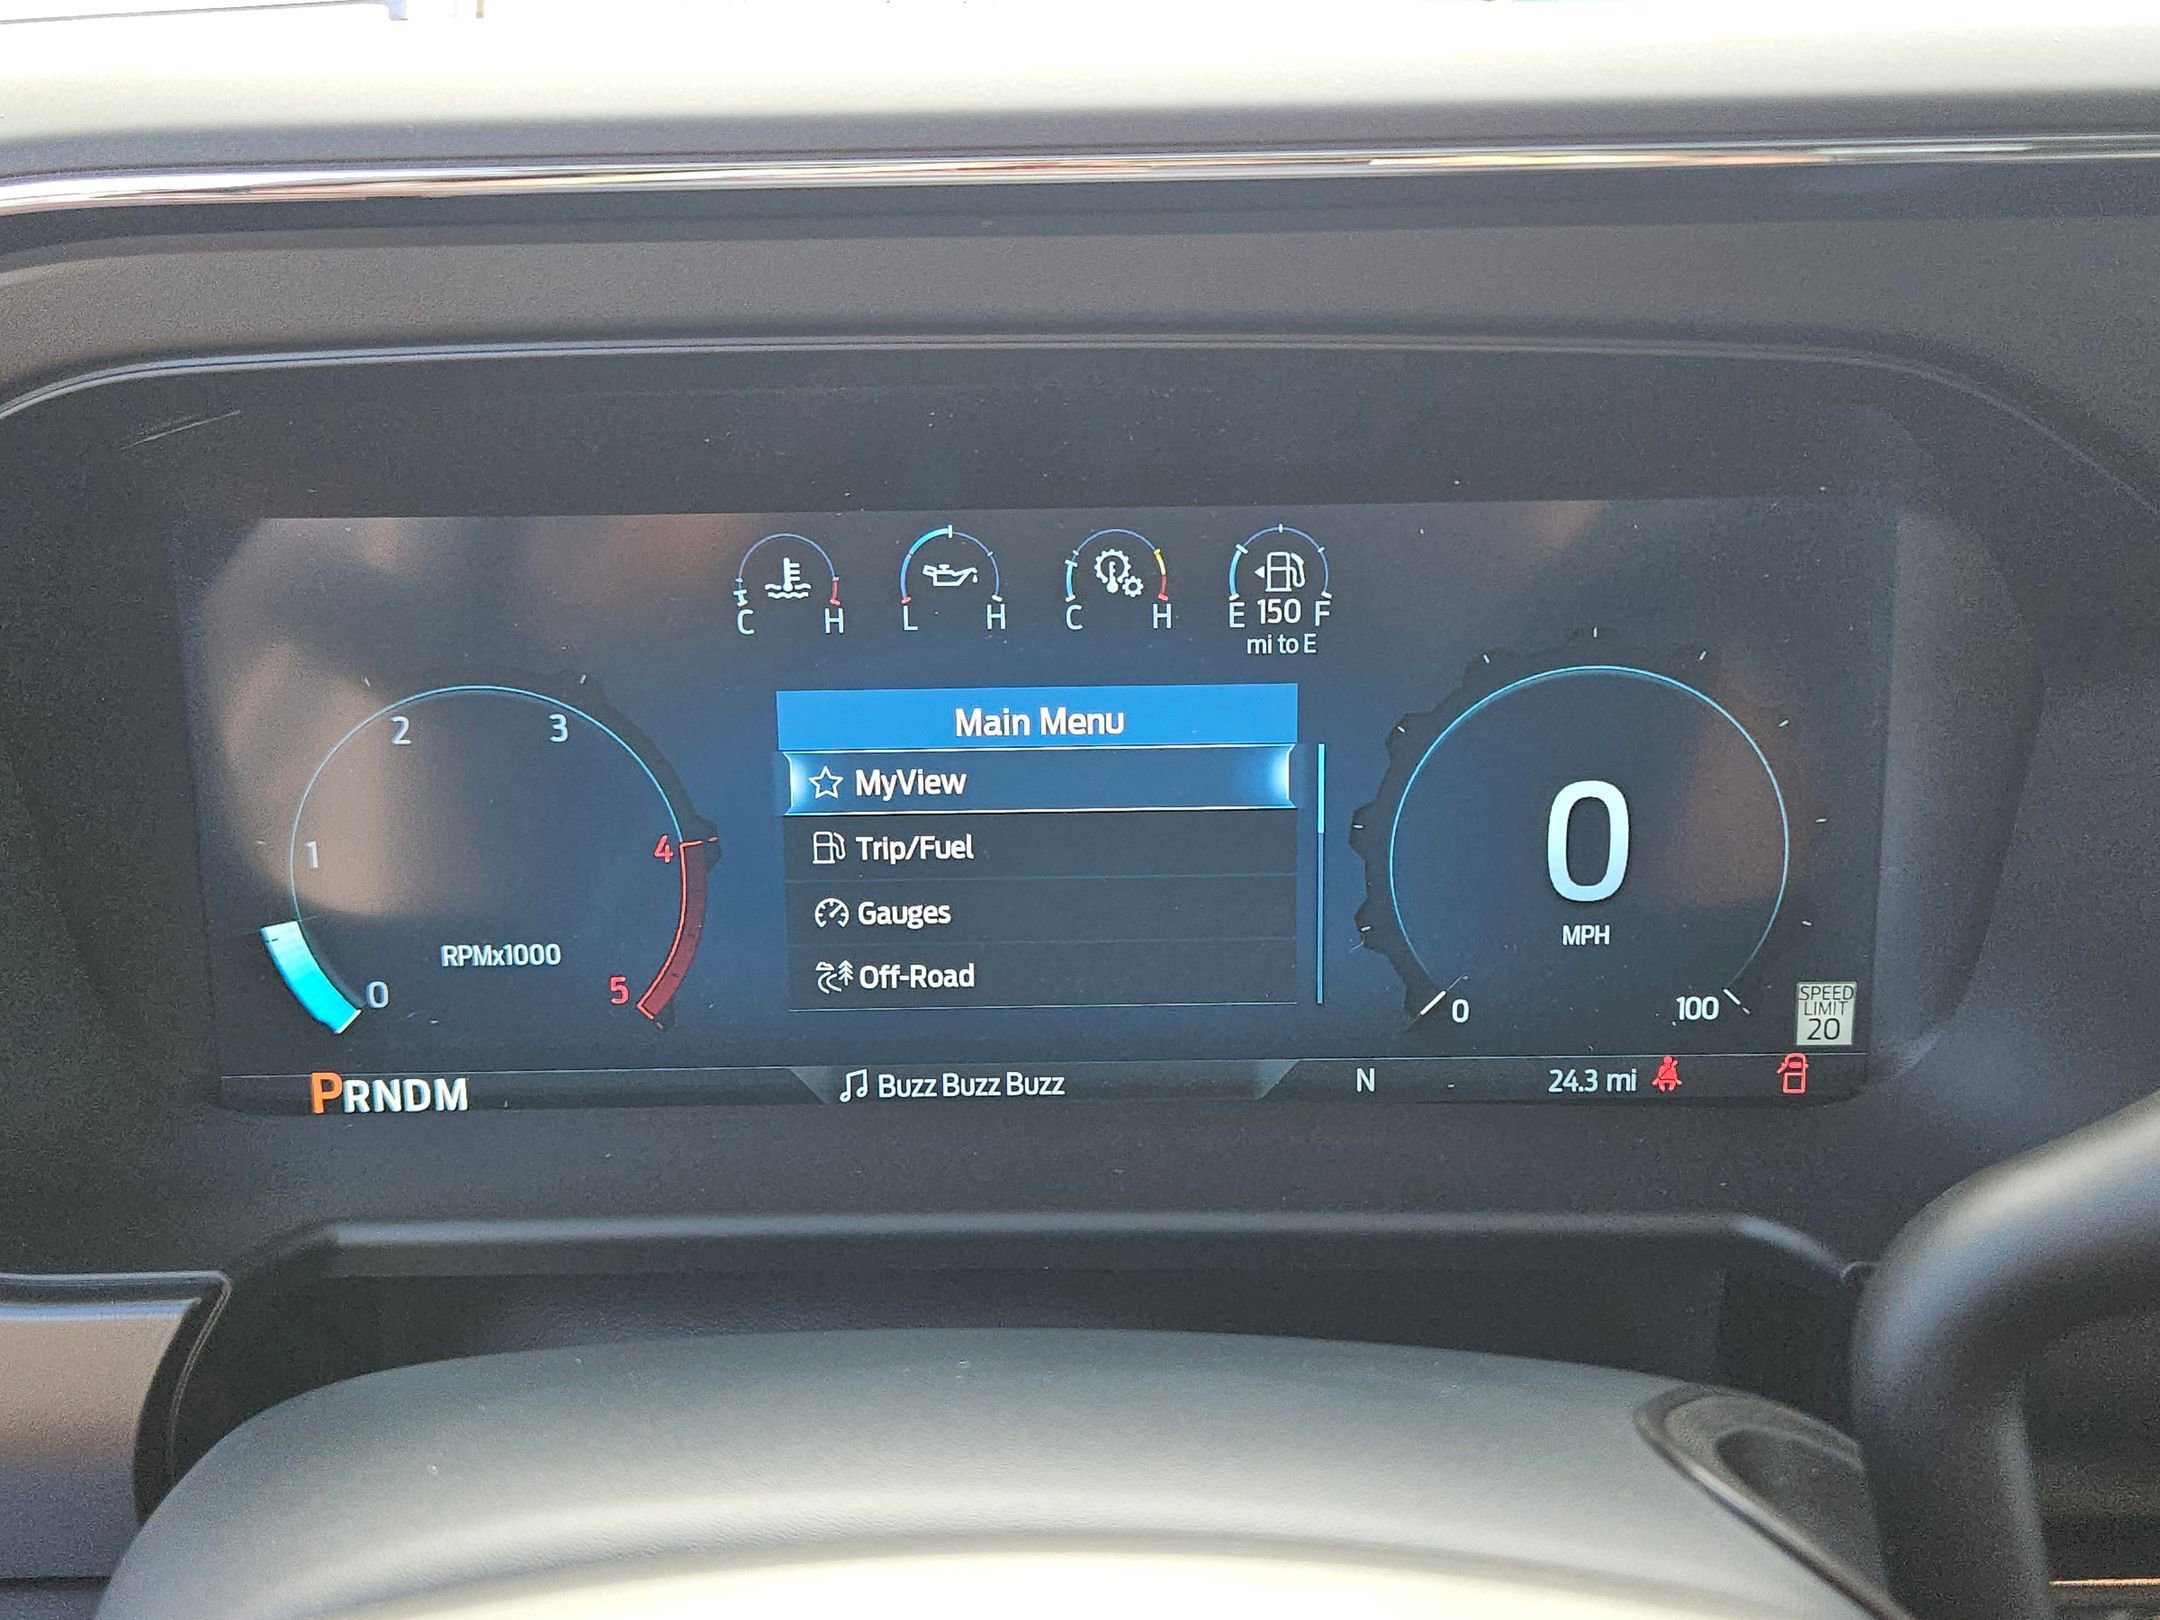 C H
L H
C H
E 150 F
mi to E
Main Menu
MyView
Trip/Fuel
Gauges
Off-Road
0
1
2
3
4
5
RPMx1000
0
MPH
0
100
SPEED
LIMIT
20
PRNDM
Buzz Buzz Buzz
N
-
24.3 mi